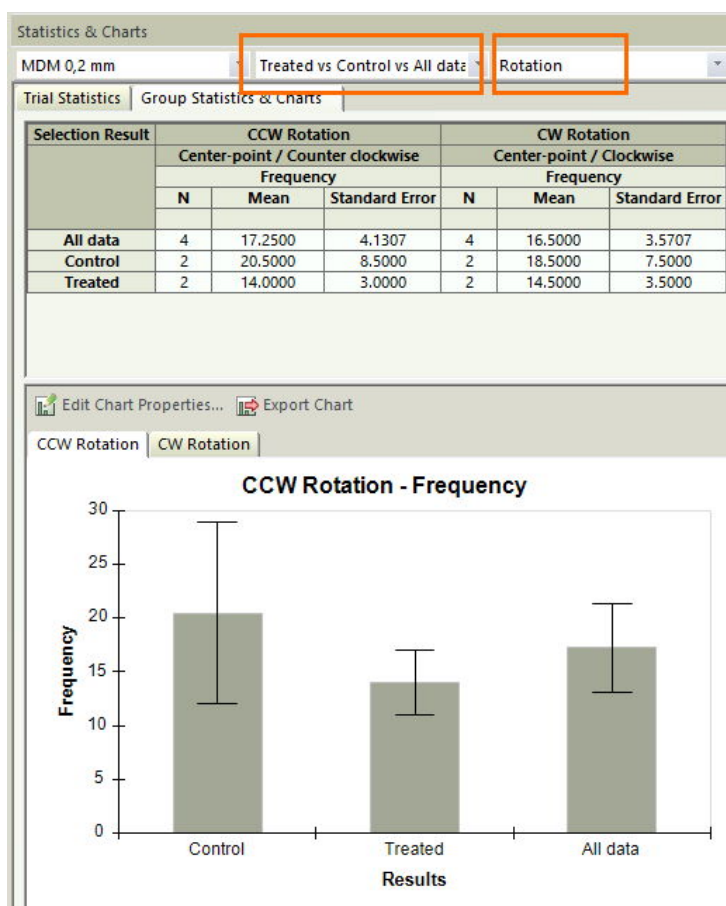 Statistics & Charts
MDM 0,2 mm Treated vs Control vs All data Rotation
Trial Statistics Group Statistics & Charts
Selection Result CCW Rotation CW Rotation
Center-point / Counter clockwise Center-point / Clockwise
Frequency Frequency
N Mean Standard Error N Mean Standard Error
All data 4 17.2500 4.1307 4 16.5000 3.5707
Control 2 20.5000 8.5000 2 18.5000 7.5000
Treated 2 14.0000 3.0000 2 14.5000 3.5000
Edit Chart Properties... Export Chart
CCW Rotation CW Rotation
CCW Rotation - Frequency
30
25
20
15
10
5
0
Frequency
Control Treated All data
Results